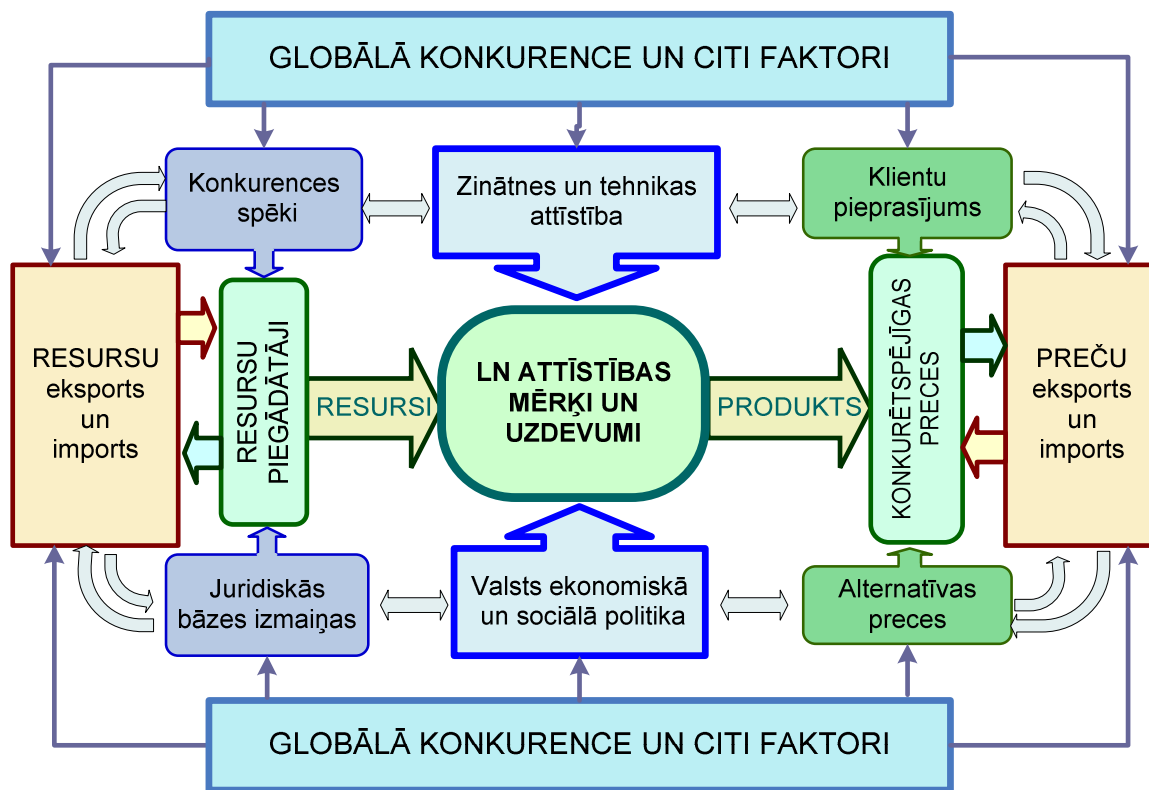 GLOBĀLĀ KONKURENCE UN CITI FAKTORI
Konkurences
spēki
Zinātnes un tehnikas
attīstība
Klientu
pieprasījums
RESURSU
eksports
un
imports
RESURSU
PIEGĀDĀTĀJI
RESURSI
LN ATTĪSTĪBAS
MĒRĶI UN
UZDEVUMI
PRODUKTS
KONKURĒTSPĒJĪGAS
PRECES
PREČU
eksports
un
imports
Juridiskās
bāzes izmaiņas
Valsts ekonomiskā
un sociālā politika
Alternatīvas
preces
GLOBĀLĀ KONKURENCE UN CITI FAKTORI